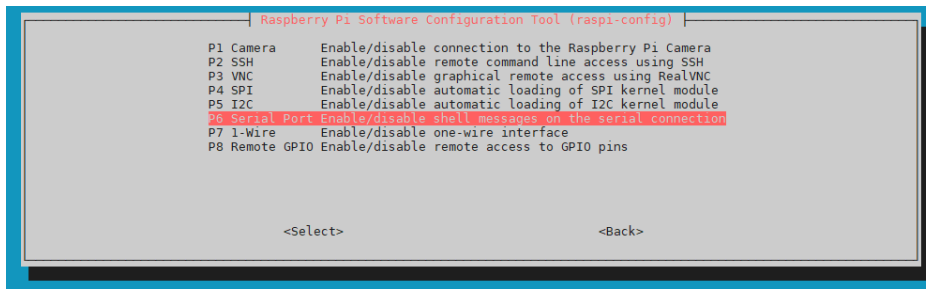 Raspberry Pi Software Configuration Tool (raspi-config)
P1 Camera Enable/disable connection to the Raspberry Pi Camera
P2 SSH Enable/disable remote command line access using SSH
P3 VNC Enable/disable graphical remote access using RealVNC
P4 SPI Enable/disable automatic loading of SPI kernel module
P5 I2C Enable/disable automatic loading of I2C kernel module
P6 Serial Port Enable/disable shell messages on the serial connection
P7 1-Wire Enable/disable one-wire interface
P8 Remote GPIO Enable/disable remote access to GPIO pins
<Select> <Back>